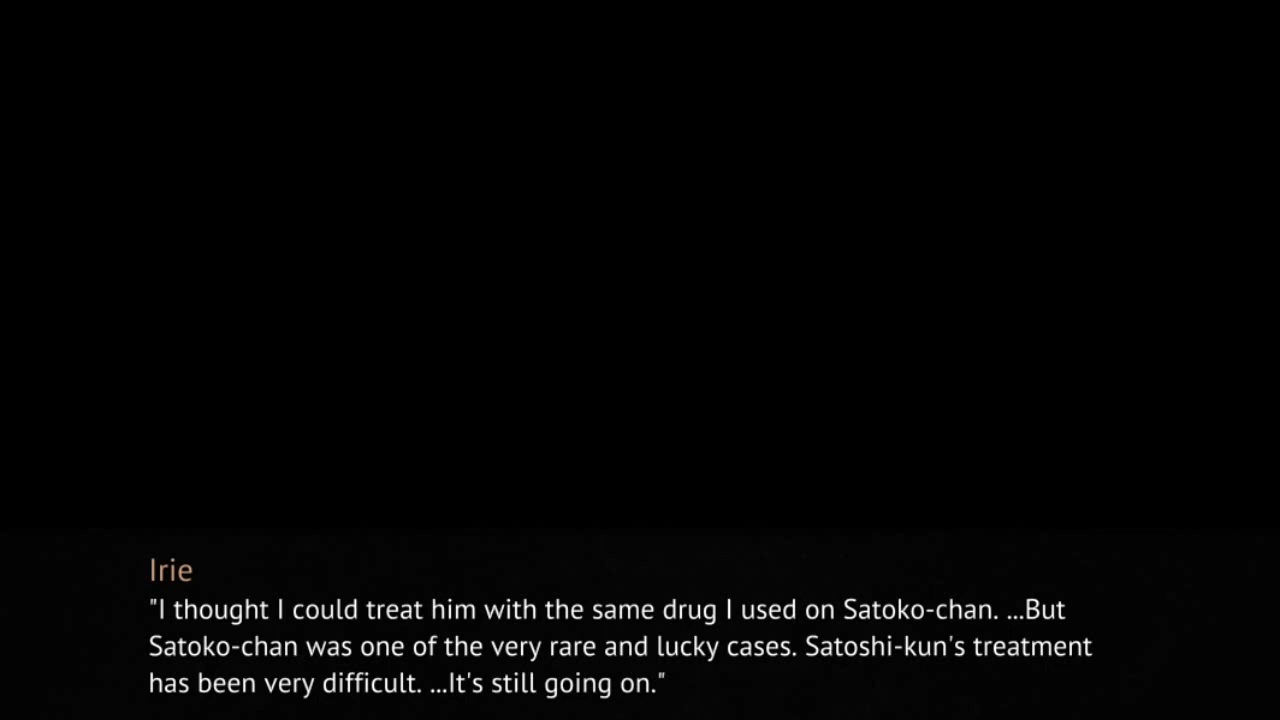 Irie
"I thought I could treat him with the same drug I used on Satoko-chan. ...But
Satoko-chan was one of the very rare and lucky cases. Satoshi-kun's treatment
has been very difficult. ...It's still going on."